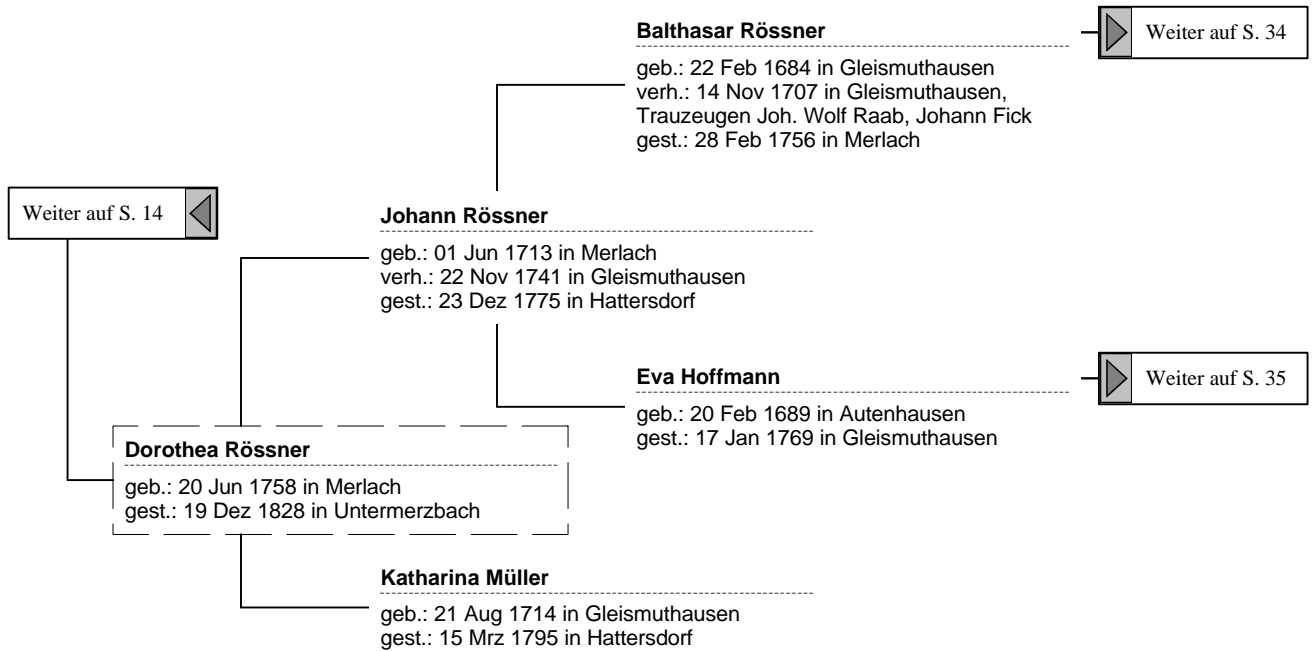 Balthasar Rössner
geb.: 22 Feb 1684 in Gleismuthausen
verh.: 14 Nov 1707 in Gleismuthausen,
Trauzeugen Joh. Wolf Raab, Johann Fick
gest.: 28 Feb 1756 in Merlach
Weiter auf S. 34
Weiter auf S. 14
Johann Rössner
geb.: 01 Jun 1713 in Merlach
verh.: 22 Nov 1741 in Gleismuthausen
gest.: 23 Dez 1775 in Hattersdorf
Eva Hoffmann
geb.: 20 Feb 1689 in Autenhausen
gest.: 17 Jan 1769 in Gleismuthausen
Weiter auf S. 35
Dorothea Rössner
geb.: 20 Jun 1758 in Merlach
gest.: 19 Dez 1828 in Untermerzbach
Katharina Müller
geb.: 21 Aug 1714 in Gleismuthausen
gest.: 15 Mrz 1795 in Hattersdorf